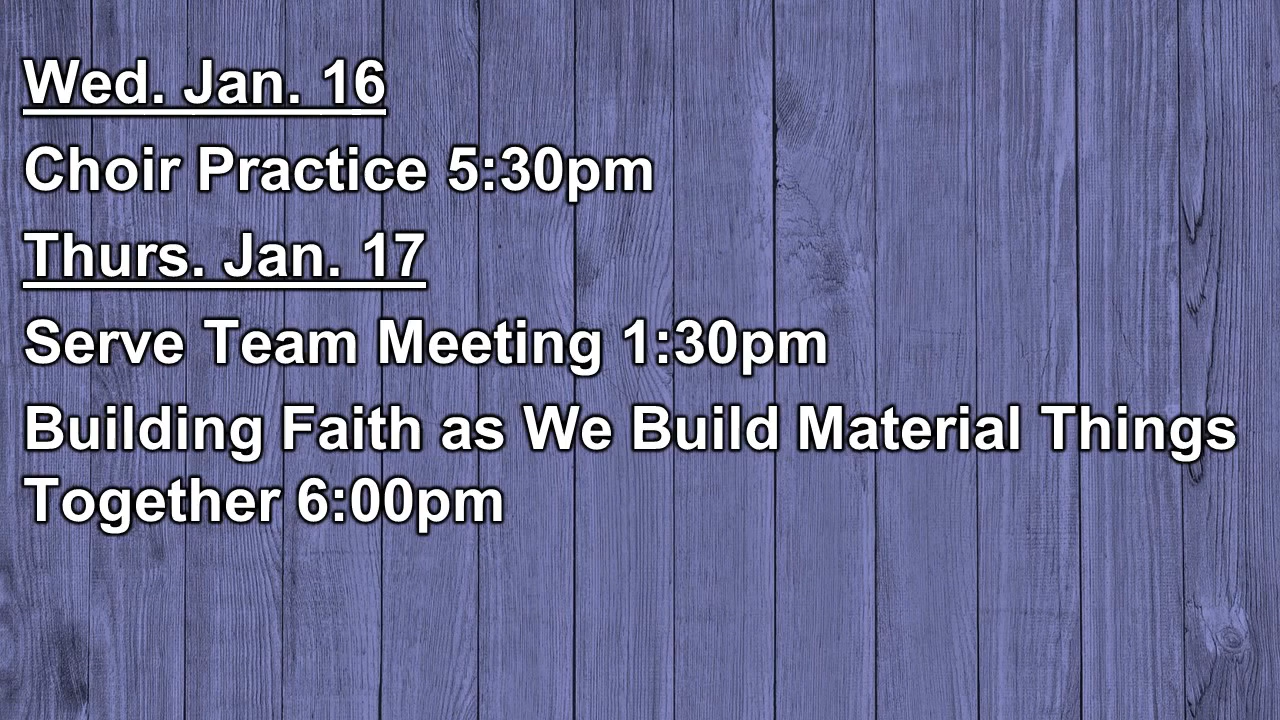 Wed. Jan. 16
Choir Practice 5:30pm
Thurs. Jan. 17
Serve Team Meeting 1:30pm
Building Faith as We Build Material Things
Together 6:00pm